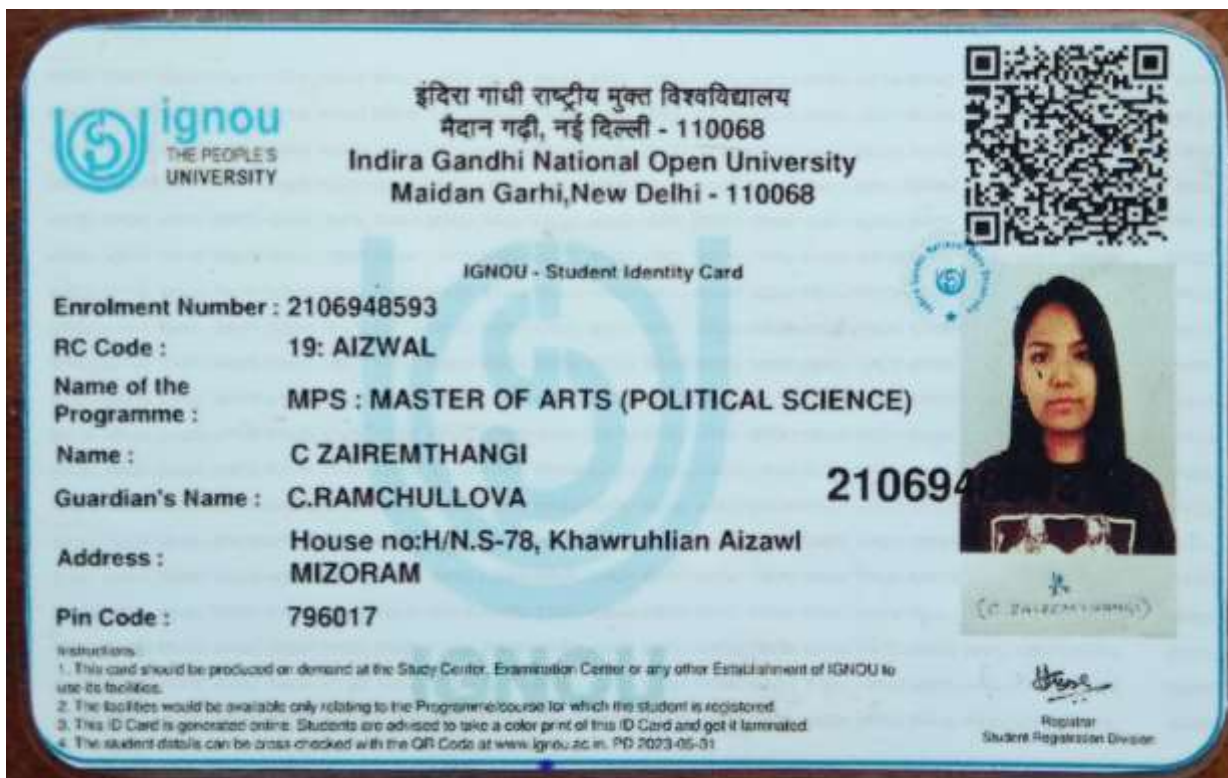 ignou
THE PEOPLE'S
UNIVERSITY
इंदिरा गांधी राष्ट्रीय मुक्त विश्वविद्यालय
मैदान गढ़ी, नई दिल्ली - 110068
Indira Gandhi National Open University
Maidan Garhi,New Delhi - 110068
IGNOU - Student Identity Card
Enrolment Number : 2106948593
RC Code : 19: AIZWAL
Name of the
Programme : MPS : MASTER OF ARTS (POLITICAL SCIENCE)
Name : C ZAIREMTHANGI
Guardian's Name : C.RAMCHULLOVA
210694
Address : House no:H/N.S-78, Khawruhlian Aizawl
MIZORAM
Pin Code : 796017
(C ZAIREMTHANGI)
Instructions :
1. This card should be produced on demand at the Study Center, Examination Center or any other Establishment of IGNOU to
use its facilities.
2. The facilities would be available only relating to the Programme/course for which the student is registered.
3. This ID Card is generated online. Students are advised to take a color print of this ID Card and get it laminated.
4. The student details can be cross checked with the QR Code at www.ignou.ac.in. PD 2023-05-31
Registrar
Student Registration Division
IGNOU